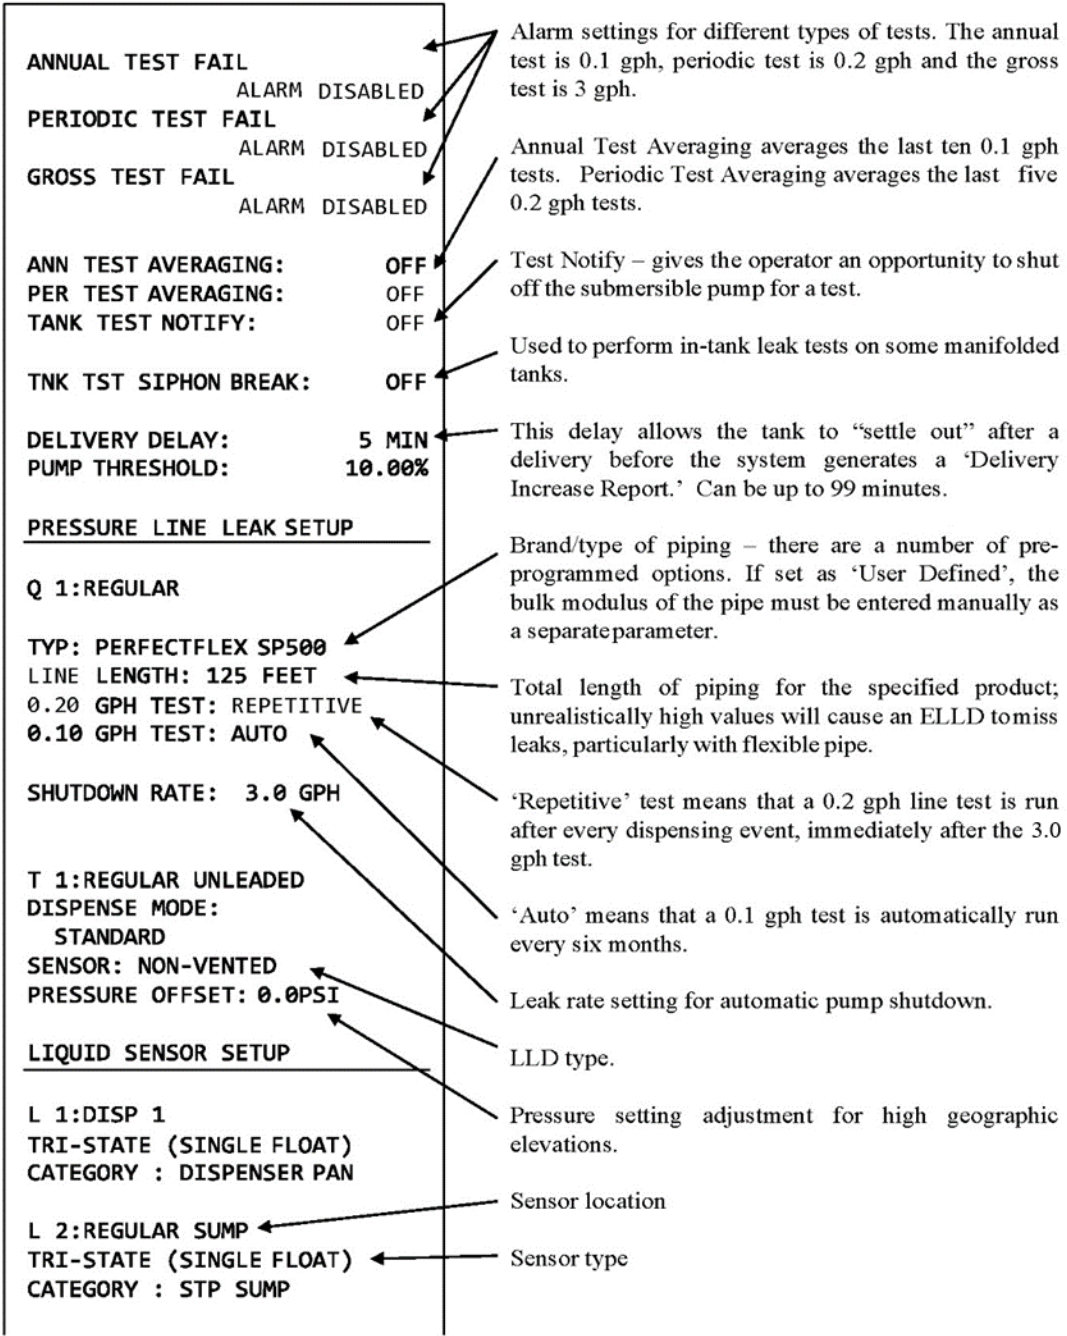 ANNUAL TEST FAIL
ALARM DISABLED
PERIODIC TEST FAIL
ALARM DISABLED
GROSS TEST FAIL
ALARM DISABLED
ANN TEST AVERAGING: OFF
PER TEST AVERAGING: OFF
TANK TEST NOTIFY: OFF
TNK TST SIPHON BREAK: OFF
DELIVERY DELAY: 5 MIN
PUMP THRESHOLD: 10.00%
PRESSURE LINE LEAK SETUP
Q 1:REGULAR
TYP: PERFECTFLEX SP500
LINE LENGTH: 125 FEET
0.20 GPH TEST: REPETITIVE
0.10 GPH TEST: AUTO
SHUTDOWN RATE: 3.0 GPH
T 1:REGULAR UNLEADED
DISPENSE MODE:
STANDARD
SENSOR: NON-VENTED
PRESSURE OFFSET: 0.0PSI
LIQUID SENSOR SETUP
L 1:DISP 1
TRI-STATE (SINGLE FLOAT)
CATEGORY : DISPENSER PAN
L 2:REGULAR SUMP
TRI-STATE (SINGLE FLOAT)
CATEGORY : STP SUMP
Alarm settings for different types of tests. The annual
test is 0.1 gph, periodic test is 0.2 gph and the gross
test is 3 gph.
Annual Test Averaging averages the last ten 0.1 gph
tests. Periodic Test Averaging averages the last five
0.2 gph tests.
Test Notify – gives the operator an opportunity to shut
off the submersible pump for a test.
Used to perform in-tank leak tests on some manifolded
tanks.
This delay allows the tank to “settle out” after a
delivery before the system generates a ‘Delivery
Increase Report.’ Can be up to 99 minutes.
Brand/type of piping – there are a number of pre-
programmed options. If set as ‘User Defined’, the
bulk modulus of the pipe must be entered manually as
a separate parameter.
Total length of piping for the specified product;
unrealistically high values will cause an ELLD to miss
leaks, particularly with flexible pipe.
‘Repetitive’ test means that a 0.2 gph line test is run
after every dispensing event, immediately after the 3.0
gph test.
‘Auto’ means that a 0.1 gph test is automatically run
every six months.
Leak rate setting for automatic pump shutdown.
LLD type.
Pressure setting adjustment for high geographic
elevations.
Sensor location
Sensor type